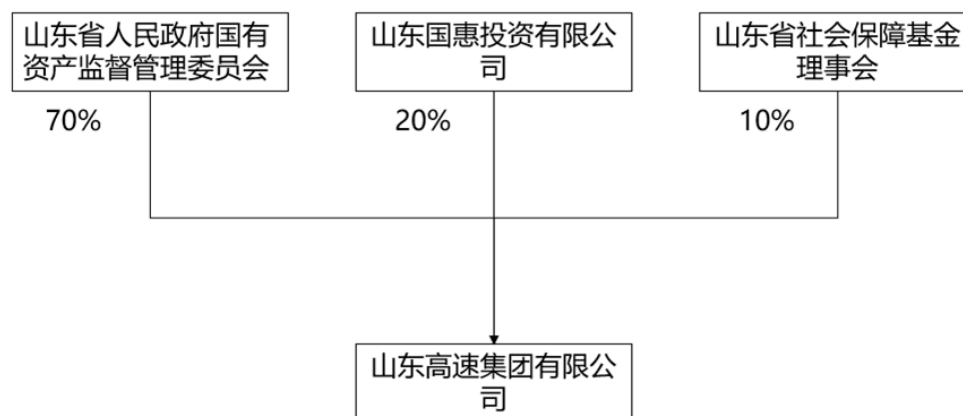 山东省人民政府国有
资产监督管理委员会
山东国惠投资有限公
司
山东省社会保障基金
理事会
70%
20%
10%
山东高速集团有限公
司